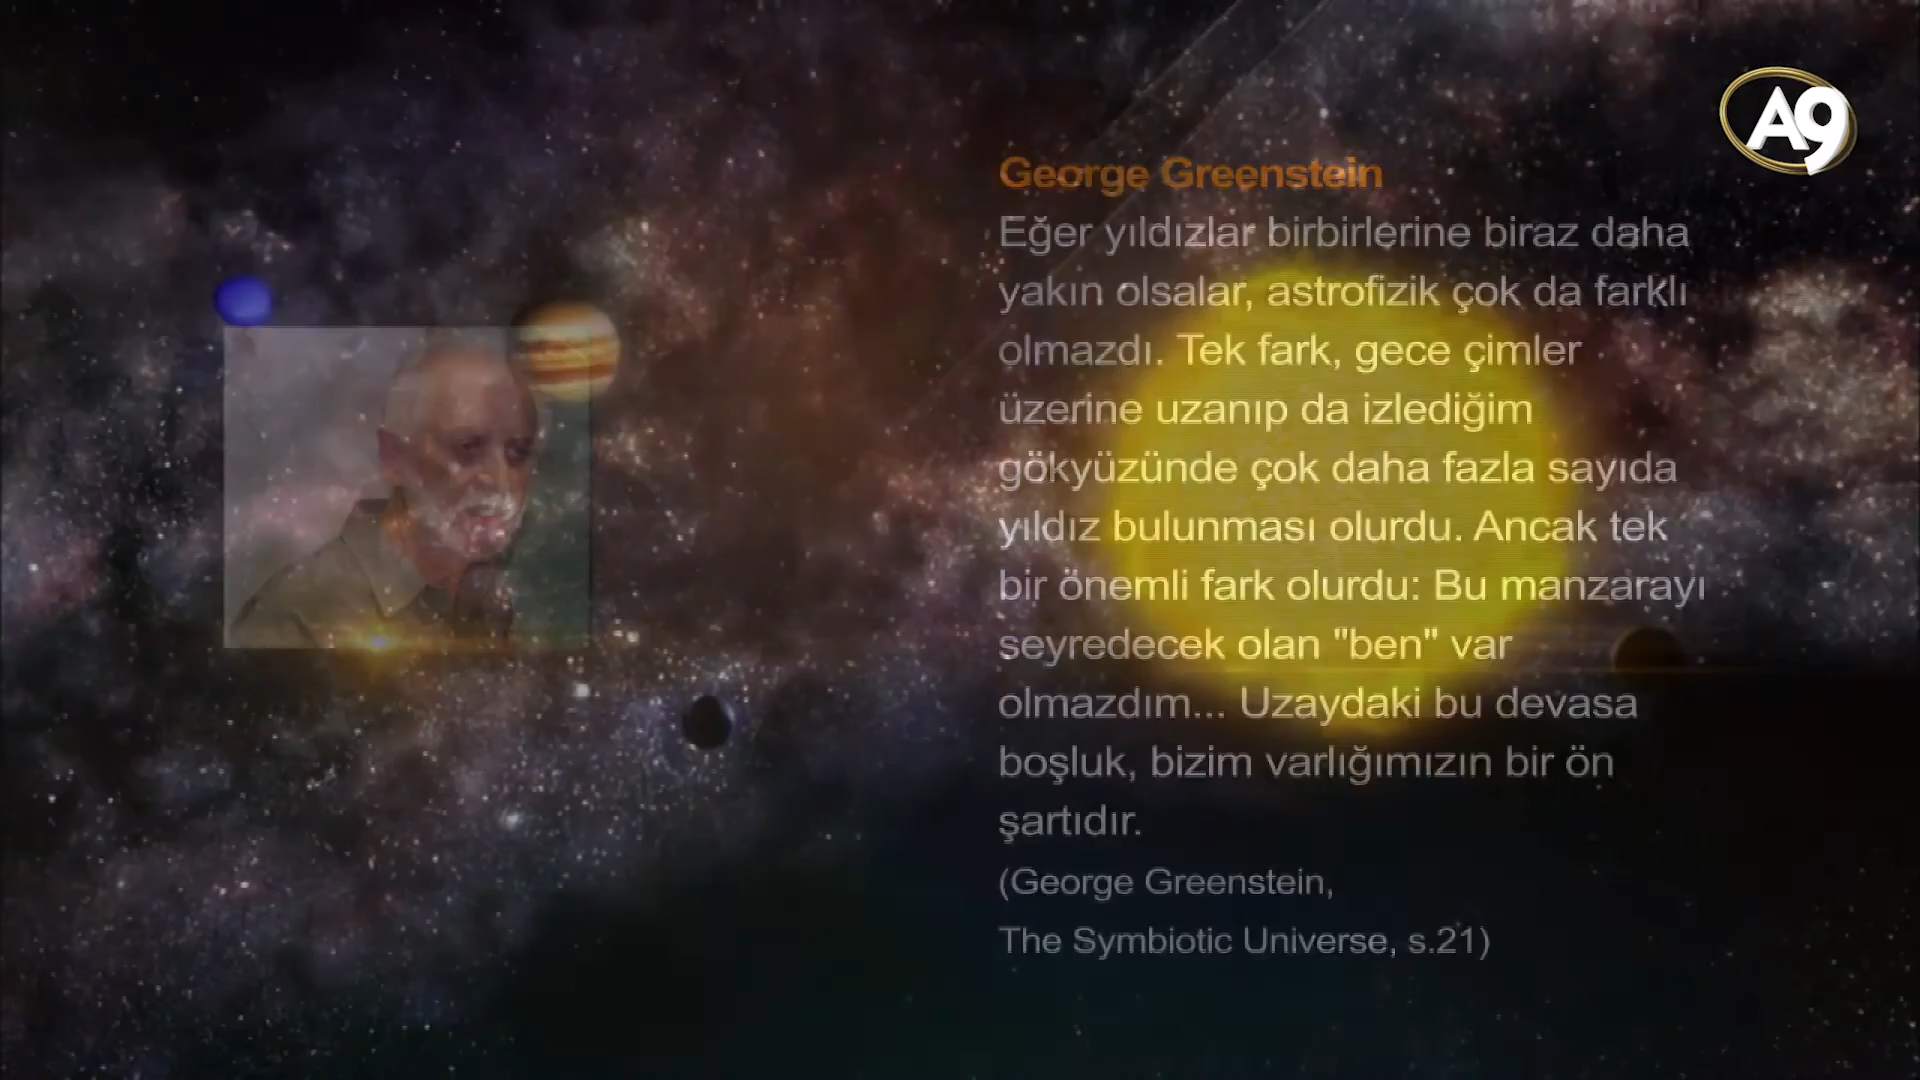 A9
George Greenstein
Eğer yıldızlar birbirlerine biraz daha
yakın olsalar, astrofizik çok da farklı
olmazdı. Tek fark, gece çimler
üzerine uzanıp da izlediğim
gökyüzünde çok daha fazla sayıda
yıldız bulunması olurdu. Ancak tek
bir önemli fark olurdu: Bu manzarayı
seyredecek olan "ben" var
olmazdım... Uzaydaki bu devasa
boşluk, bizim varlığımızın bir ön
şartıdır.
(George Greenstein,
The Symbiotic Universe, s.21)